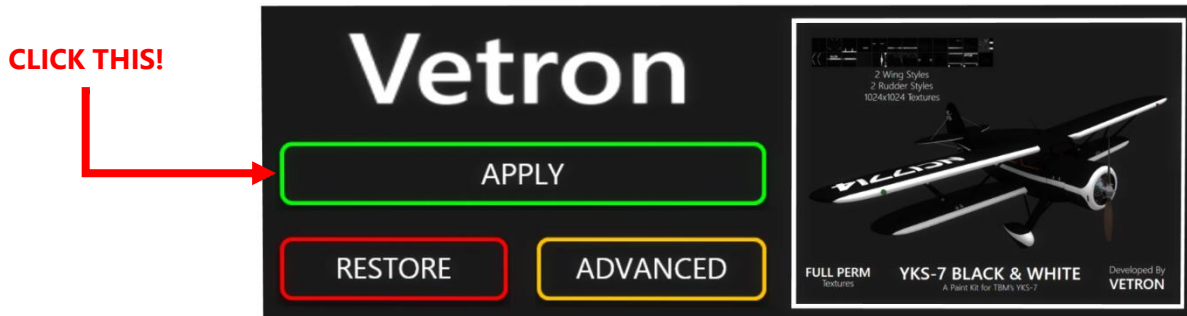 CLICK THIS!
Vetron
APPLY
RESTORE
ADVANCED
2 Wing Styles
2 Rudder Styles
1024x1024 Textures
NC17714
FULL PERM
Textures
YKS-7 BLACK & WHITE
A Paint Kit for TBM's YKS-7
Developed By
VETRON